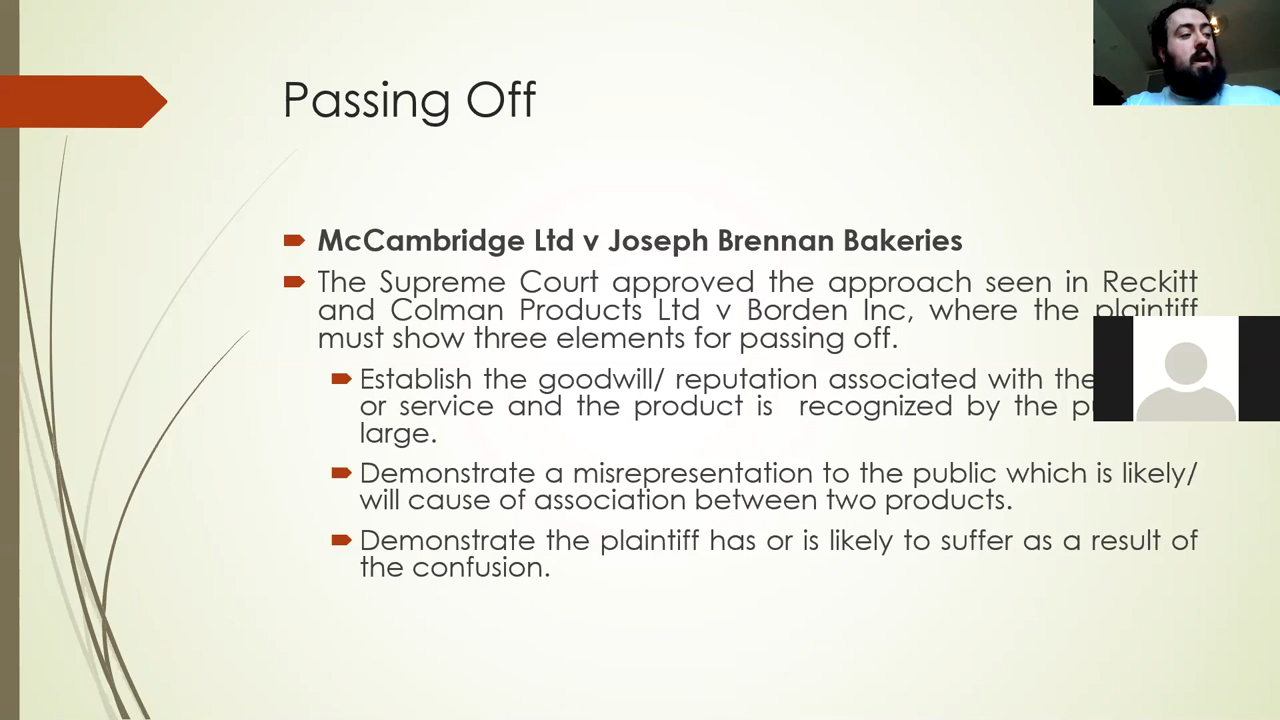 Passing Off
McCambridge Ltd v Joseph Brennan Bakeries
The Supreme Court approved the approach seen in Reckitt
and Colman Products Ltd v Borden Inc, where the plaintiff
must show three elements for passing off.
Establish the goodwill/ reputation associated with the
or service and the product is recognized by the
large.
Demonstrate a misrepresentation to the public which is likely/
will cause of association between two products.
Demonstrate the plaintiff has or is likely to suffer as a result of
the confusion.